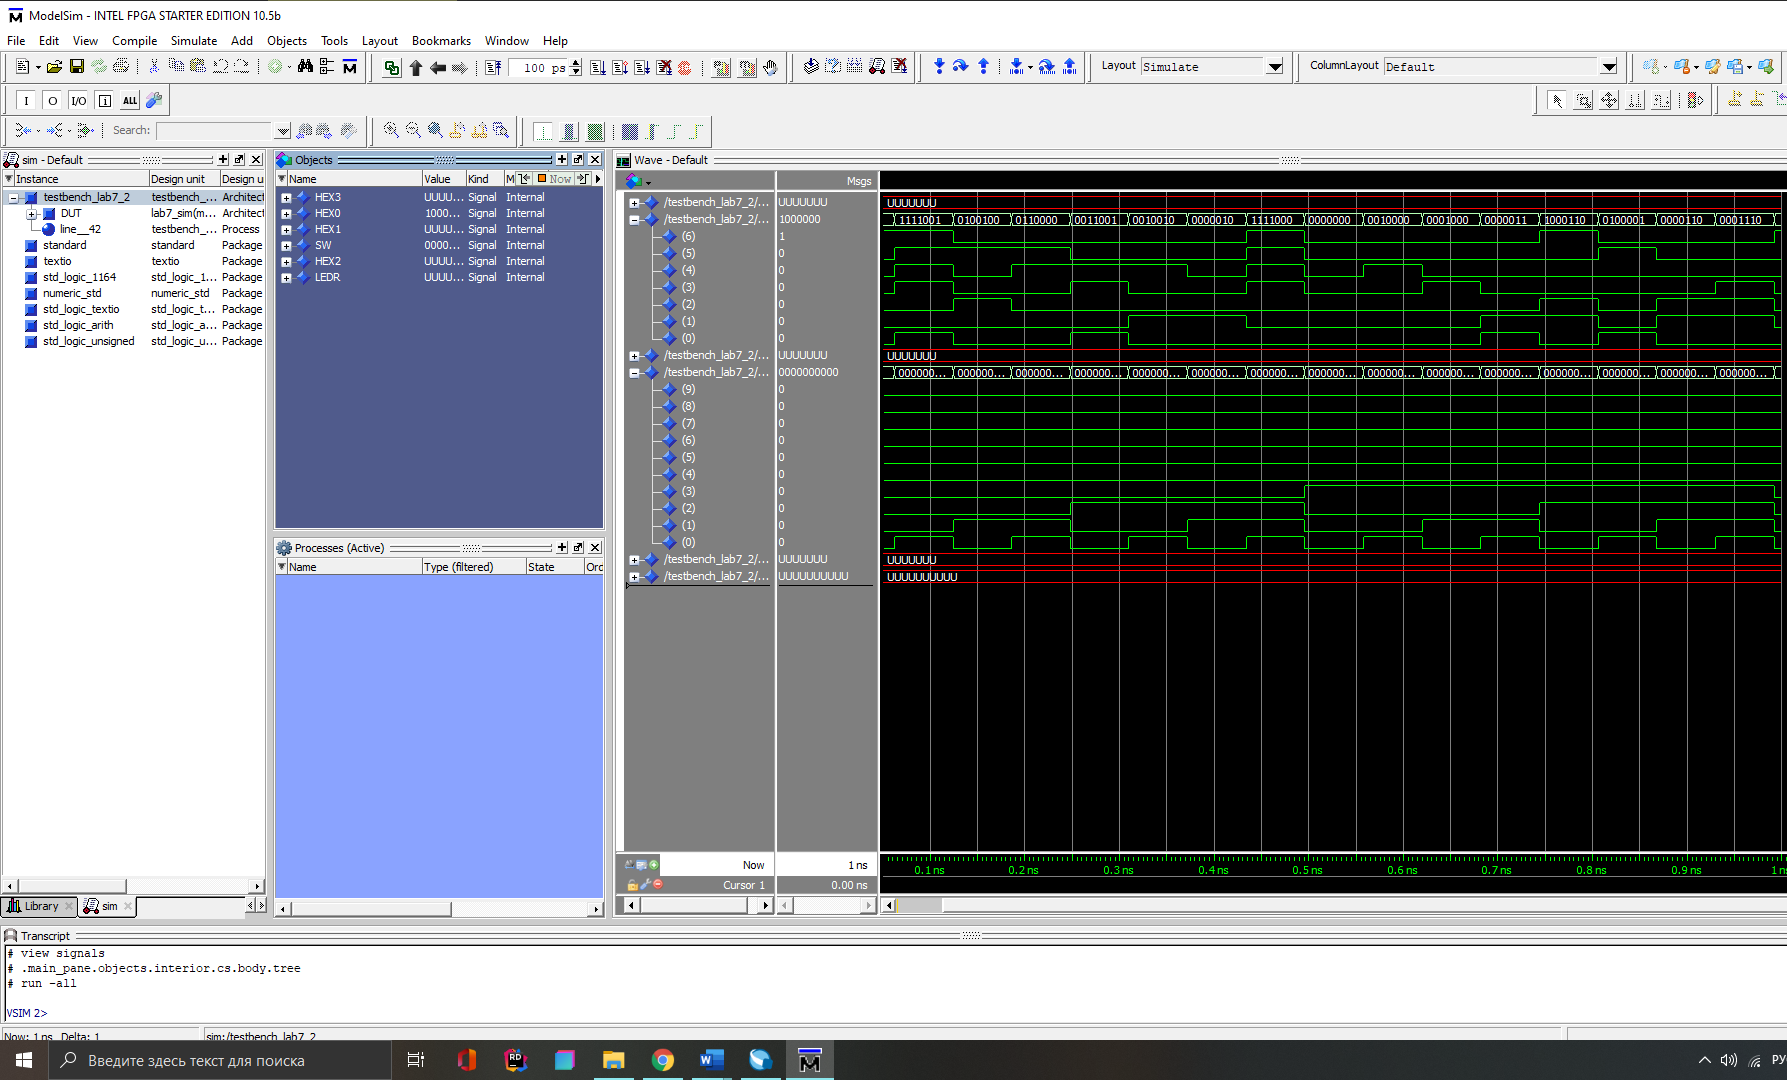 ModelSim - INTEL FPGA STARTER EDITION 10.5b
File Edit View Compile Simulate Add Objects Tools Layout Bookmarks Window Help
100 ps
Layout Simulate
ColumnLayout Default
I O I/O i ALL
Search:
sim - Default
Instance Design unit Design u
testbench_lab7_2 testbench_... Architect
DUT lab7_sim(m... Architect
line__42 testbench_... Process
standard standard Package
textio textio Package
std_logic_1164 std_logic_1... Package
numeric_std numeric_std Package
std_logic_textio std_logic_t... Package
std_logic_arith std_logic_a... Package
std_logic_unsigned std_logic_u... Package
Library sim
Objects
Name Value Kind M Now
HEX3 UUUU... Signal Internal
HEX0 1000... Signal Internal
HEX1 UUUU... Signal Internal
SW 0000... Signal Internal
HEX2 UUUU... Signal Internal
LEDR UUUU... Signal Internal
Processes (Active)
Name Type (filtered) State Orc
Wave - Default
Msgs
/testbench_lab7_2/... UUUUUUU UUUUUUU
/testbench_lab7_2/... 1000000 1111001 0100100 0110000 0011001 0010010 0000010 1111000 0000000 0010000 0001000 0000011 1000110 0100001 0000110 0001110
(6) 1
(5) 0
(4) 0
(3) 0
(2) 0
(1) 0
(0) 0
/testbench_lab7_2/... UUUUUUU UUUUUUU
/testbench_lab7_2/... 0000000000 000000... 000000... 000000... 000000... 000000... 000000... 000000... 000000... 000000... 000000... 000000... 000000... 000000... 000000... 000000...
(9) 0
(8) 0
(7) 0
(6) 0
(5) 0
(4) 0
(3) 0
(2) 0
(1) 0
(0) 0
/testbench_lab7_2/... UUUUUUU UUUUUUU
/testbench_lab7_2/... UUUUUUUUUU UUUUUUUUUU
Now 1 ns 0.1 ns 0.2 ns 0.3 ns 0.4 ns 0.5 ns 0.6 ns 0.7 ns 0.8 ns 0.9 ns 1 n
Cursor 1 0.00 ns
Transcript
# view signals
# .main_pane.objects.interior.cs.body.tree
# run -all
VSIM 2>
Now: 1 ns Delta: 1 sim:/testbench_lab7_2
Введите здесь текст для поиска
RD
РУ